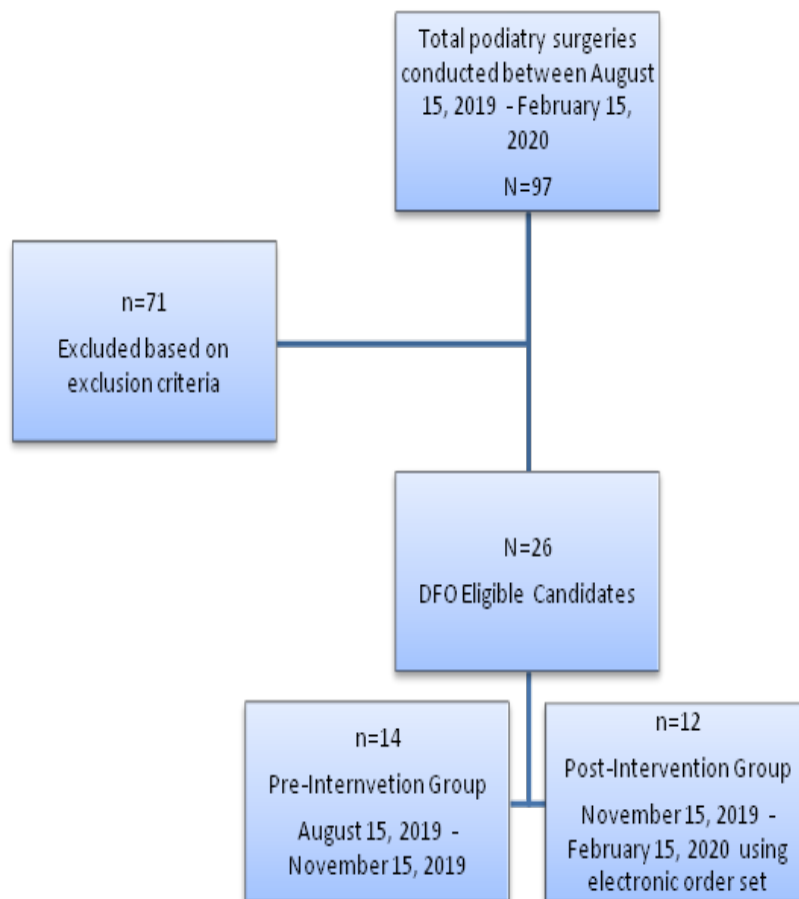 Total podiatry surgeries
conducted between August
15, 2019  - February 15,
2020
N=97
n=71
Excluded based on
exclusion criteria
N=26
DFO Eligible  Candidates
n=14
Pre-Internvetion Group
August 15, 2019 -
November 15, 2019
n=12
Post-Intervention Group
November 15, 2019  -
February 15, 2020  using
electronic order set